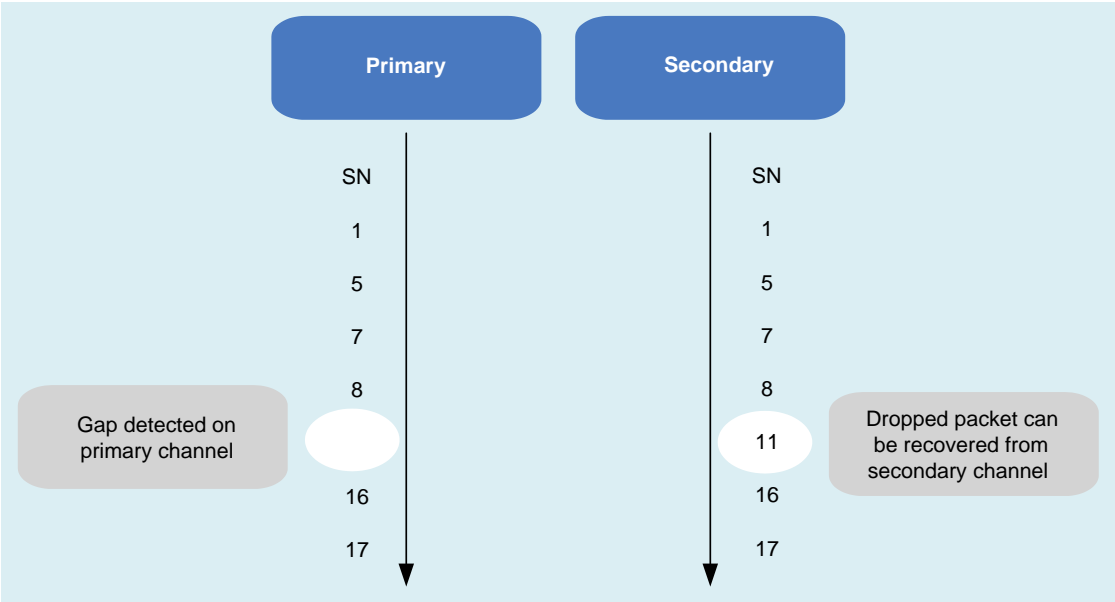 Primary
Secondary
SN
SN
1
1
5
5
7
7
8
8
Gap detected on
primary channel
11
Dropped packet can
be recovered from
secondary channel
16
16
17
17